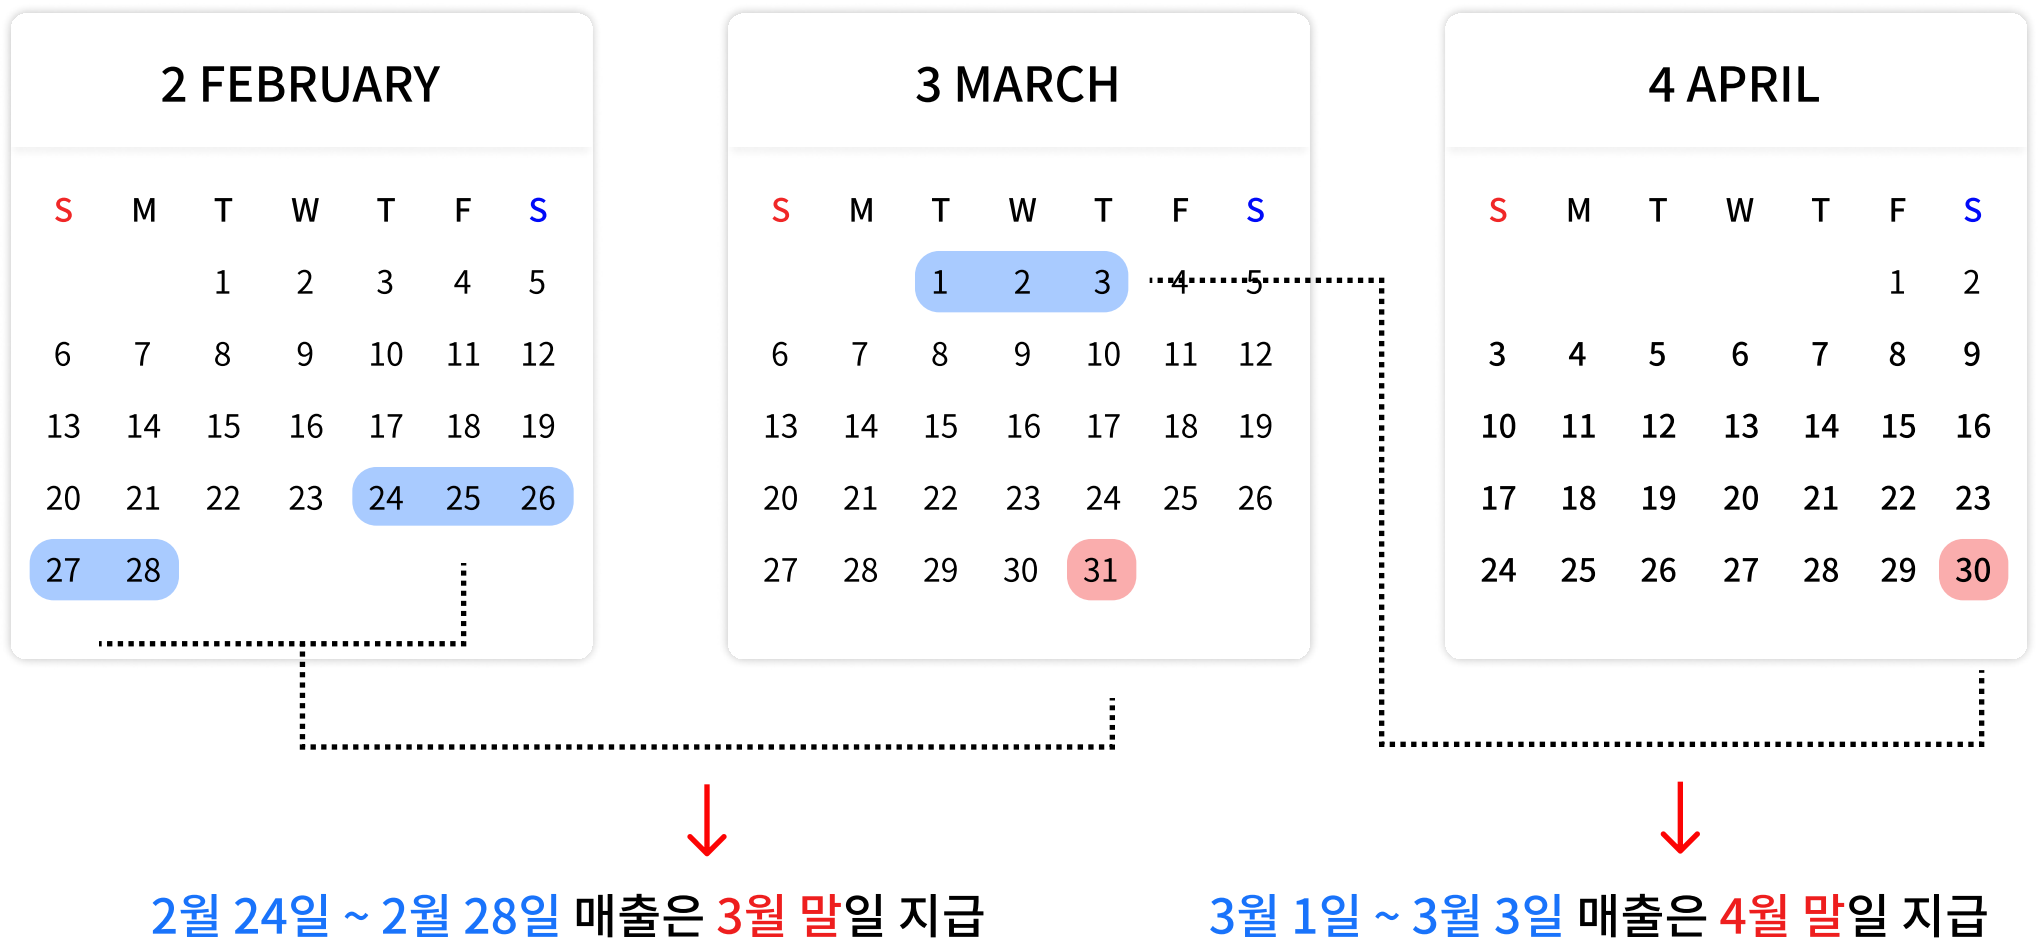 2 FEBRUARY
S M T W T F S
1 2 3 4 5
6 7 8 9 10 11 12
13 14 15 16 17 18 19
20 21 22 23 24 25 26
27 28
3 MARCH
S M T W T F S
1 2 3 4 5
6 7 8 9 10 11 12
13 14 15 16 17 18 19
20 21 22 23 24 25 26
27 28 29 30 31
4 APRIL
S M T W T F S
1 2
3 4 5 6 7 8 9
10 11 12 13 14 15 16
17 18 19 20 21 22 23
24 25 26 27 28 29 30
2월 24일 ~ 2월 28일 매출은 3월 말일 지급
3월 1일 ~ 3월 3일 매출은 4월 말일 지급